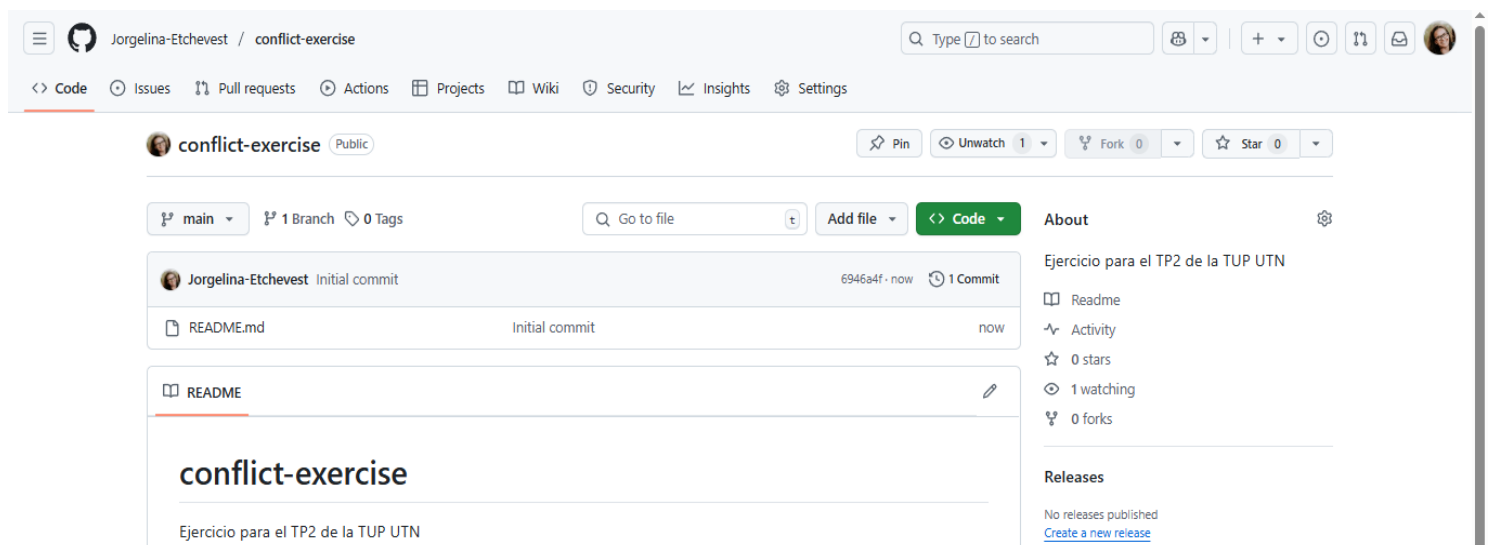 Jorgelina-Etchevest / conflict-exercise
Type / to search
Code Issues Pull requests Actions Projects Wiki Security Insights Settings
conflict-exercise Public
Pin Unwatch 1 Fork 0 Star 0
main 1 Branch 0 Tags
Go to file t Add file Code
Jorgelina-Etchevest Initial commit 6946a4f · now 1 Commit
README.md Initial commit now
README
conflict-exercise
Ejercicio para el TP2 de la TUP UTN
About
Ejercicio para el TP2 de la TUP UTN
Readme
Activity
0 stars
1 watching
0 forks
Releases
No releases published
Create a new release